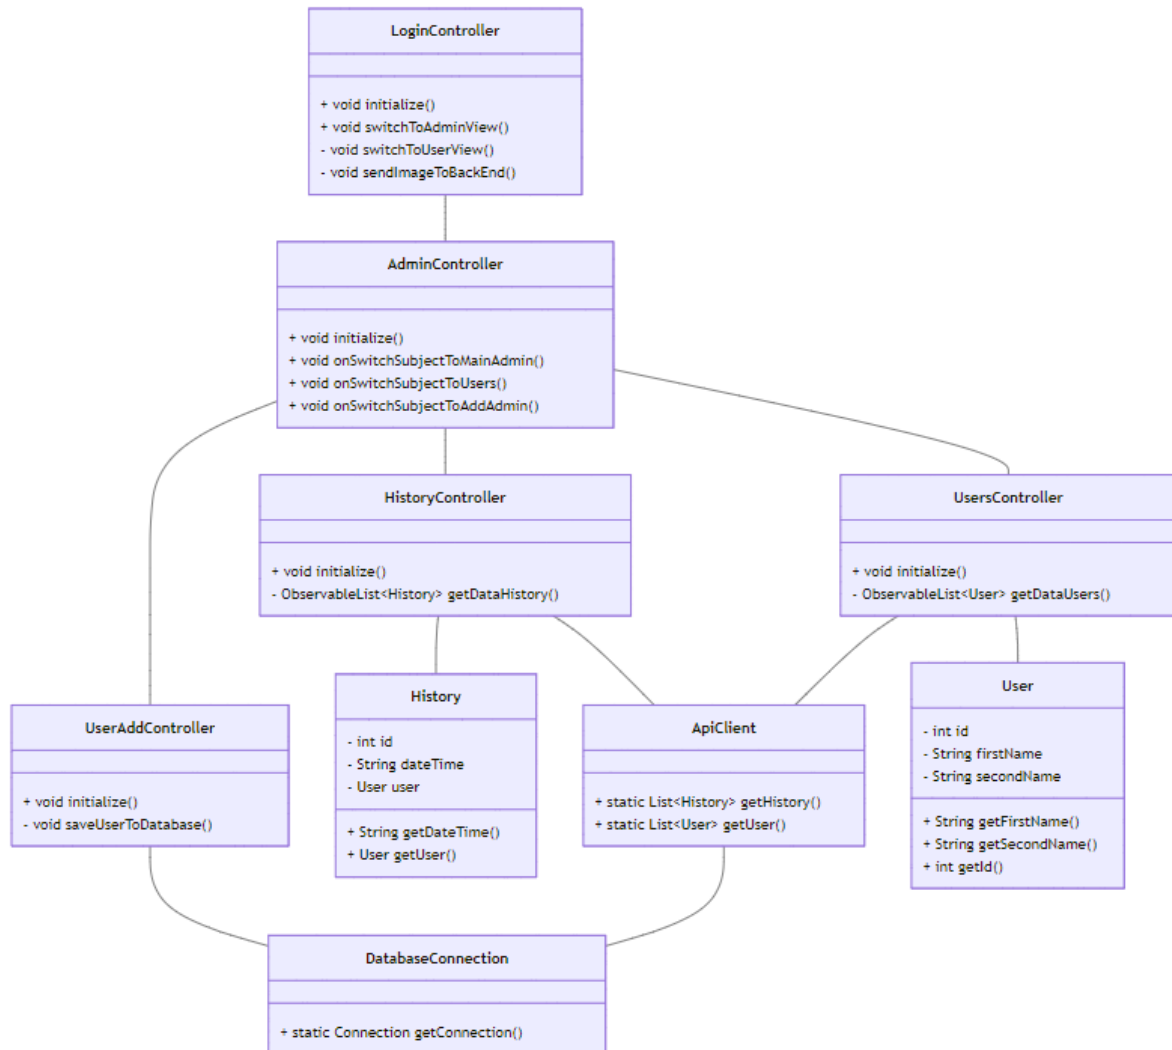 LoginController
+ void initialize()
+ void switchToAdminView()
- void switchToUserView()
- void sendImageToBackEnd()
AdminController
+ void initialize()
+ void onSwitchSubjectToMainAdmin()
+ void onSwitchSubjectToUsers()
+ void onSwitchSubjectToAddAdmin()
HistoryController
+ void initialize()
- ObservableList<History> getDataHistory()
UsersController
+ void initialize()
- ObservableList<User> getDataUsers()
UserAddController
+ void initialize()
- void saveUserToDatabase()
History
- int id
- String dateTime
- User user
+ String getDateTime()
+ User getUser()
ApiClient
+ static List<History> getHistory()
+ static List<User> getUser()
User
- int id
- String firstName
- String secondName
+ String getFirstName()
+ String getSecondName()
+ int getId()
DatabaseConnection
+ static Connection getConnection()